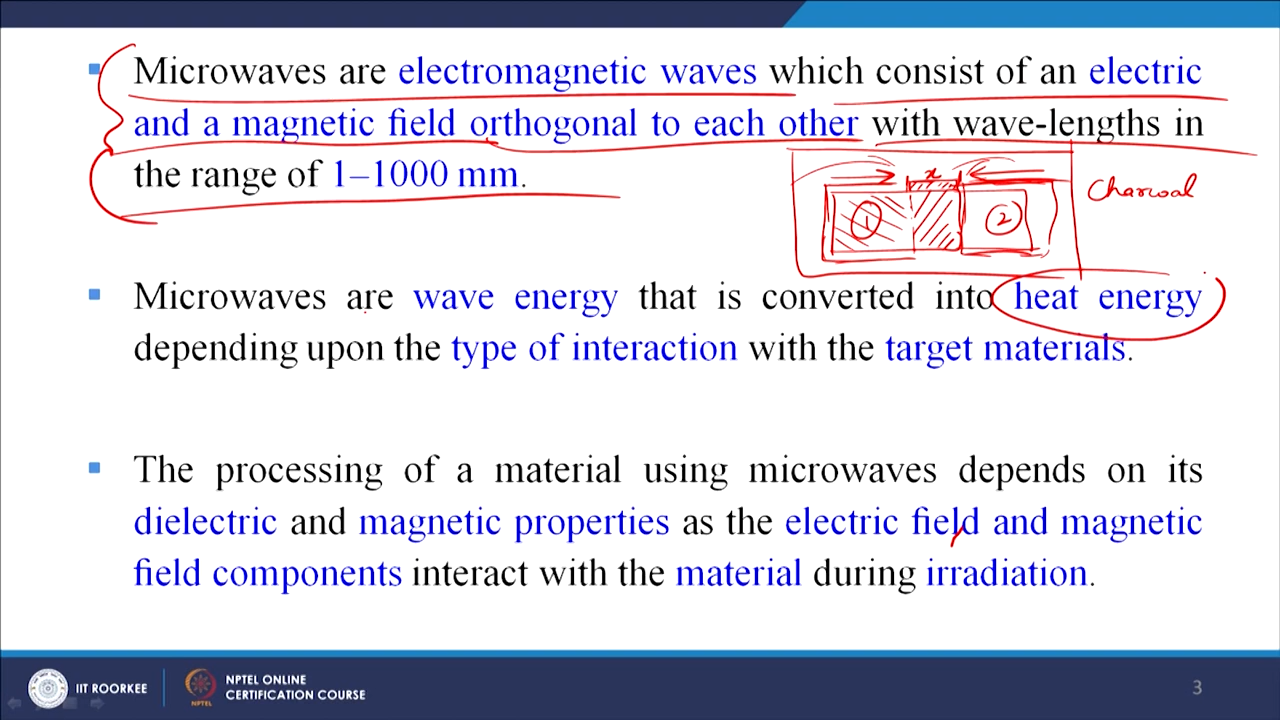 Microwaves are electromagnetic waves which consist of an electric
and a magnetic field orthogonal to each other with wave-lengths in
the range of 1–1000 mm.
x
1
2
Charcoal
Microwaves are wave energy that is converted into heat energy
depending upon the type of interaction with the target materials.
The processing of a material using microwaves depends on its
dielectric and magnetic properties as the electric field and magnetic
field components interact with the material during irradiation.
IIT ROORKEE
NPTEL
NPTEL ONLINE
CERTIFICATION COURSE
3